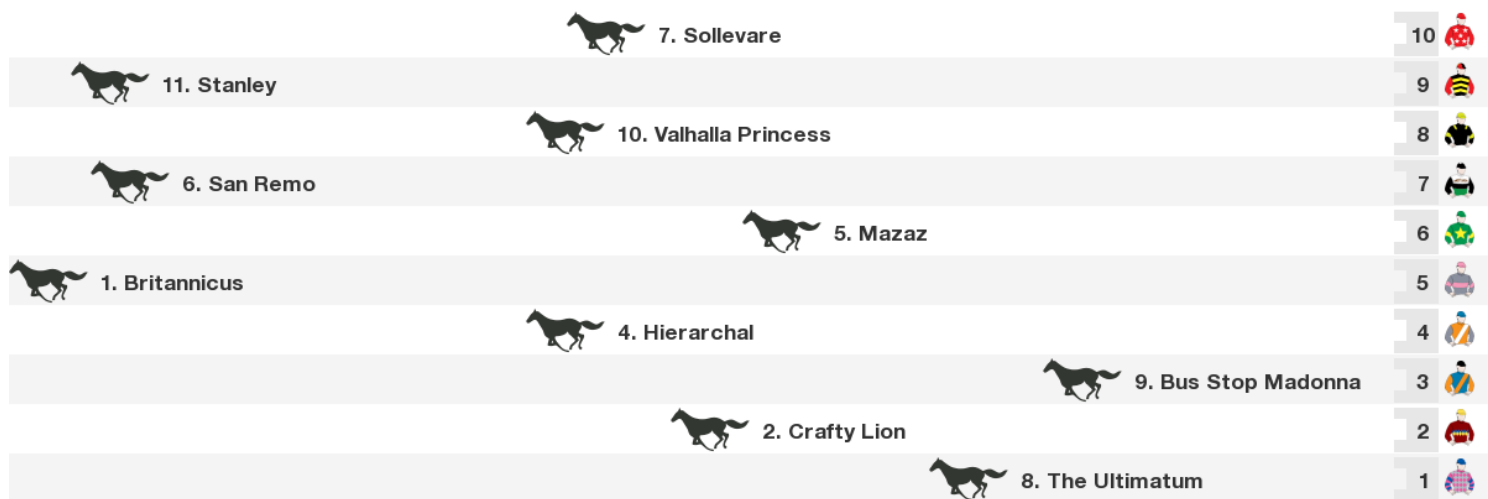 7. Sollevare 10
11. Stanley 9
10. Valhalla Princess 8
6. San Remo 7
5. Mazaz 6
1. Britannicus 5
4. Hierarchal 4
9. Bus Stop Madonna 3
2. Crafty Lion 2
8. The Ultimatum 1